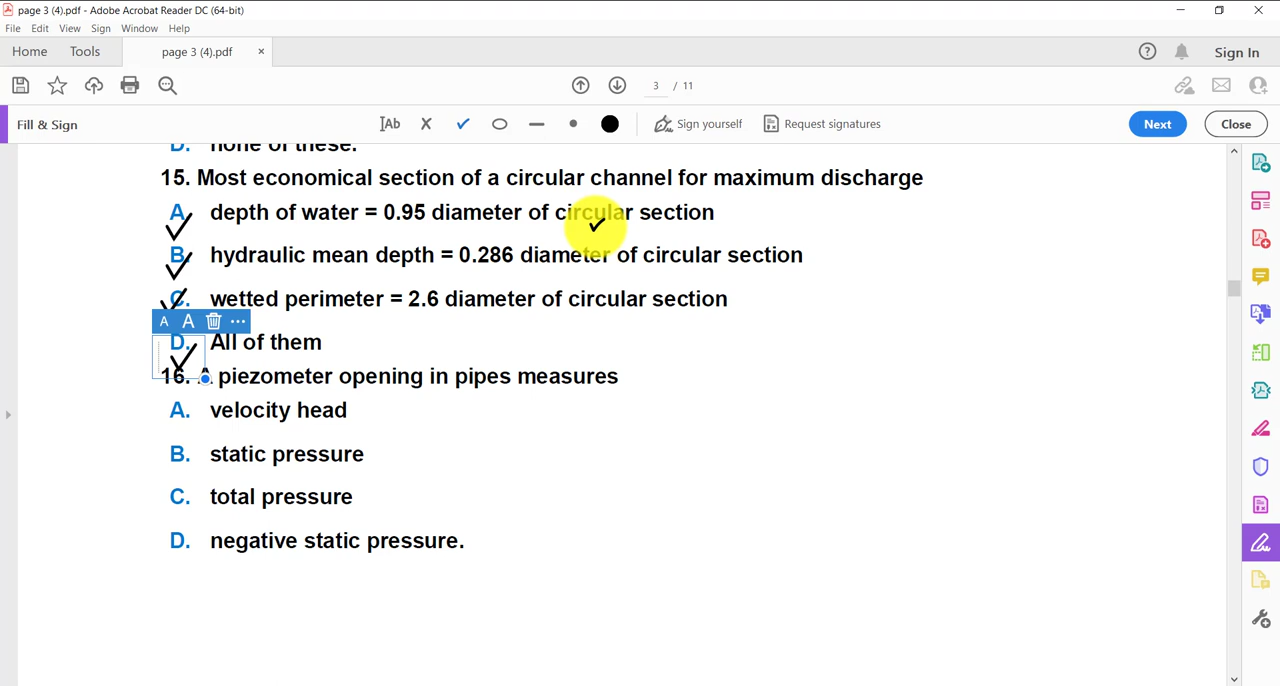 page 3 (4).pdf - Adobe Acrobat Reader DC (64-bit)
File Edit View Sign Window Help
Home Tools page 3 (4).pdf × Sign In
3 / 11
Fill & Sign Ab Sign yourself Request signatures Next Close
D. none of these.
15. Most economical section of a circular channel for maximum discharge
A. depth of water = 0.95 diameter of circular section
B. hydraulic mean depth = 0.286 diameter of circular section
C. wetted perimeter = 2.6 diameter of circular section
A A
D. All of them
16. A piezometer opening in pipes measures
A. velocity head
B. static pressure
C. total pressure
D. negative static pressure.